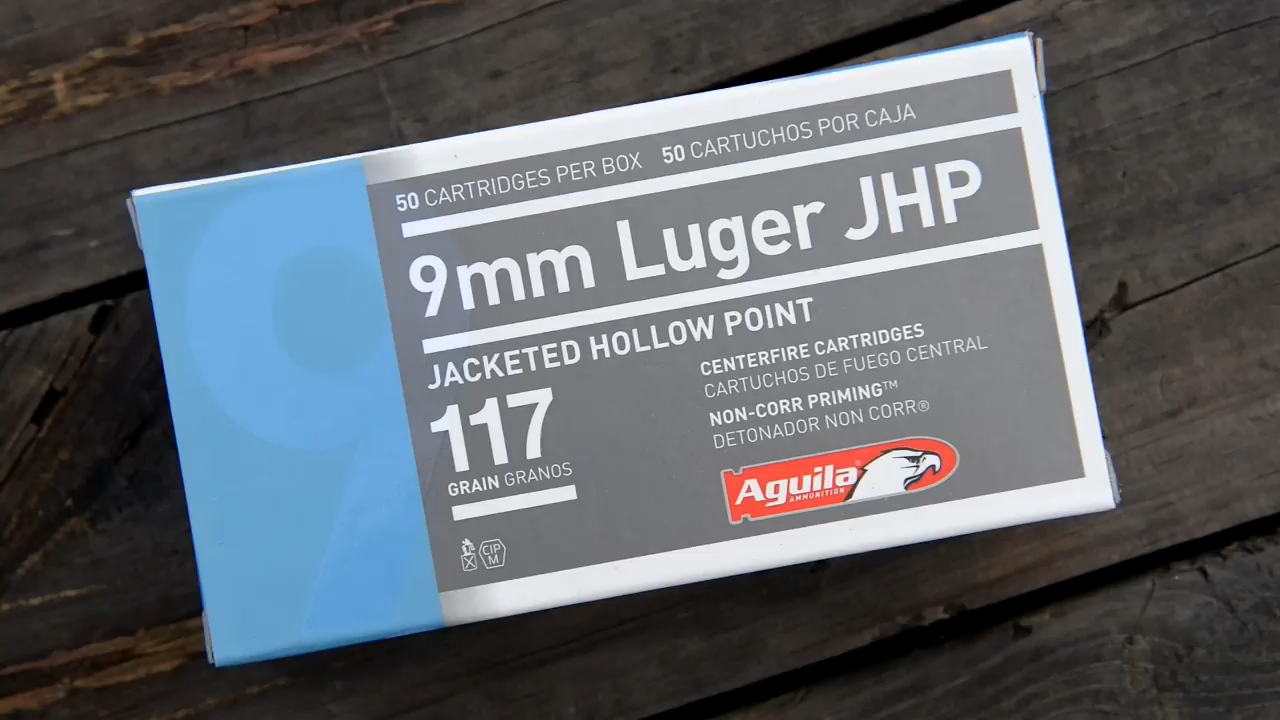 50 CARTRIDGES PER BOX 50 CARTUCHOS POR CAJA
9mm Luger JHP
JACKETED HOLLOW POINT
117
GRAIN GRANOS
CENTERFIRE CARTRIDGES
CARTUCHOS DE FUEGO CENTRAL
NON-CORR PRIMING™
DETONADOR NON CORR®
Aguila
AMMUNITION
CIP
M
9